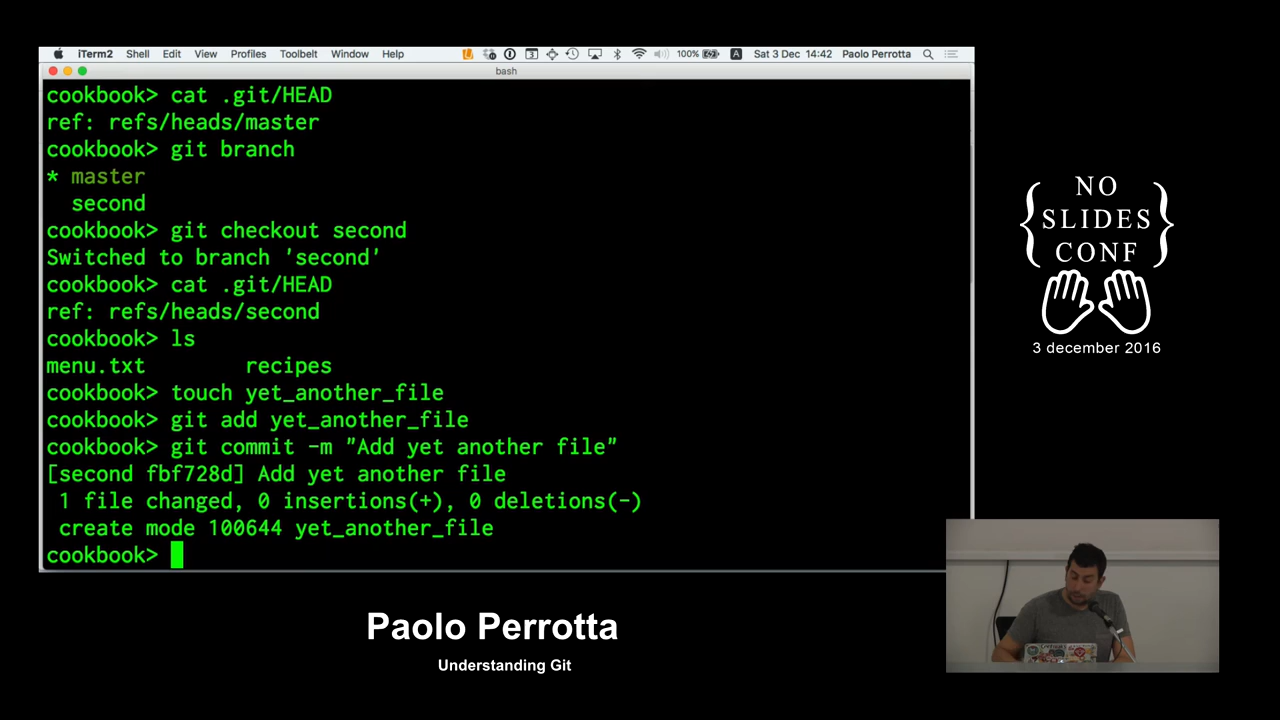 iTerm2 Shell Edit View Profiles Toolbelt Window Help 100% A Sat 3 Dec 14:42 Paolo Perrotta
bash
cookbook> cat .git/HEAD
ref: refs/heads/master
cookbook> git branch
* master
  second
cookbook> git checkout second
Switched to branch 'second'
cookbook> cat .git/HEAD
ref: refs/heads/second
cookbook> ls
menu.txt        recipes
cookbook> touch yet_another_file
cookbook> git add yet_another_file
cookbook> git commit -m "Add yet another file"
[second fbf728d] Add yet another file
 1 file changed, 0 insertions(+), 0 deletions(-)
 create mode 100644 yet_another_file
cookbook>
NO
SLIDES
CONF
3 december 2016
Paolo Perrotta
Understanding Git